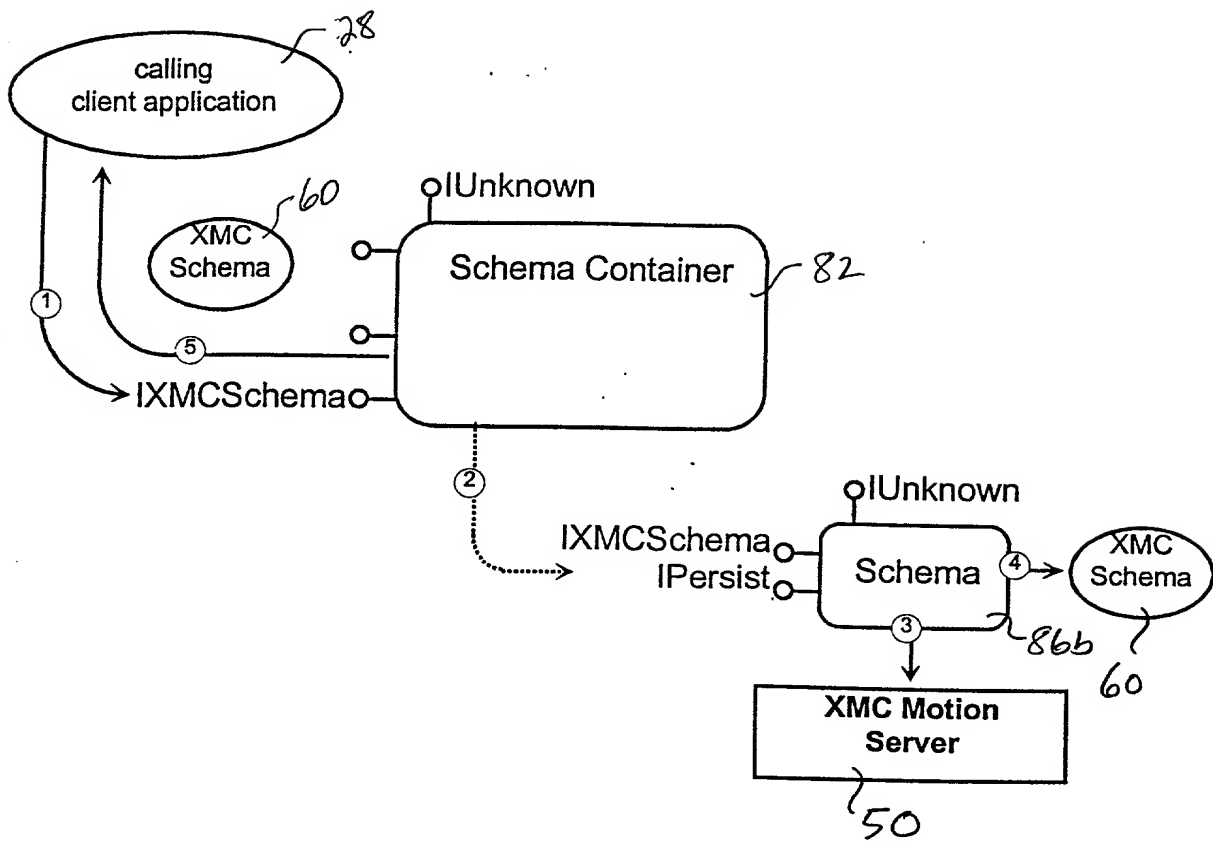 28
calling
client application
60
XMC
Schema
IUnknown
Schema Container
82
1
5
IXMCSchema
2
IUnknown
IXMCSchema
IPersist
Schema
4
XMC
Schema
3
86b
60
XMC Motion
Server
50